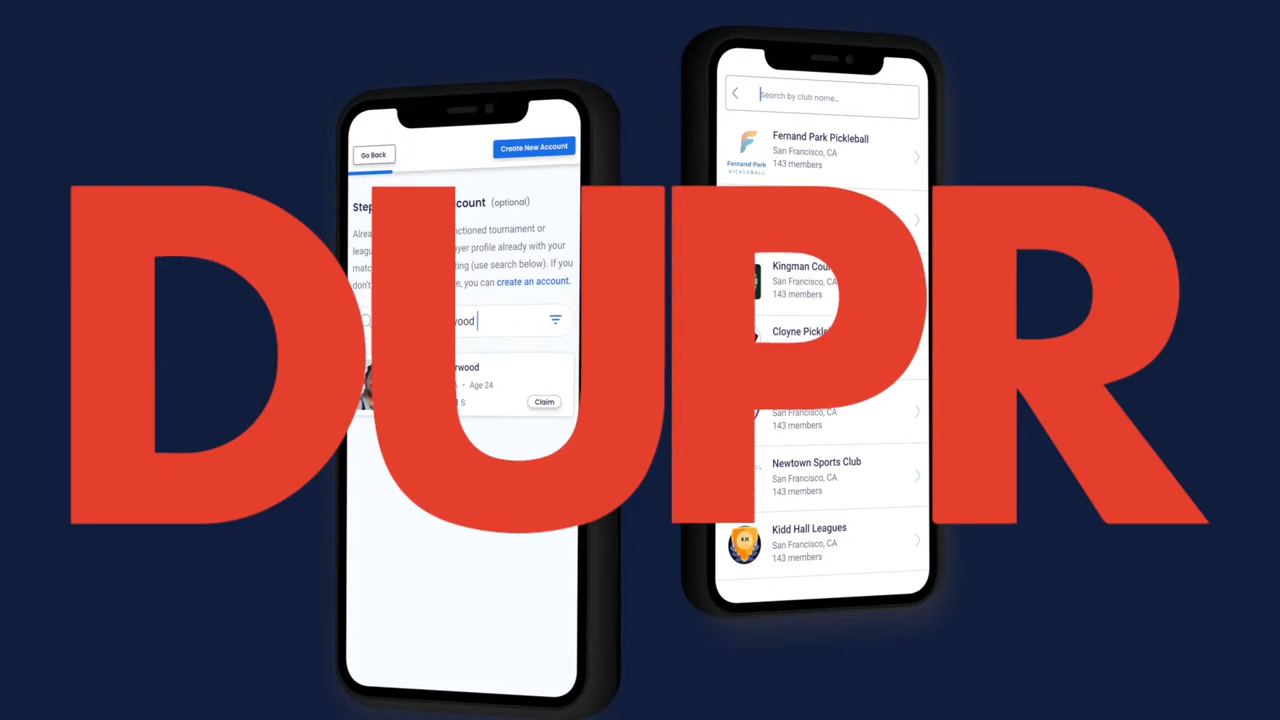 DUPR
Go Back
Create New Account
Step
count (optional)
Alrea
nctioned tournament or
leag
yer profile already with your
mat
ting (use search below). If you
don't
e, you can create an account.
wood
rwood
A • Age 24
S
Claim
Search by club name...
Fernand Park
PICKLEBALL
Fernand Park Pickleball
San Francisco, CA
143 members
Kingman Cou
San Francisco, CA
143 members
Cloyne Pickle
San Francisco, CA
143 members
Newtown Sports Club
San Francisco, CA
143 members
KH
Kidd Hall Leagues
San Francisco, CA
143 members